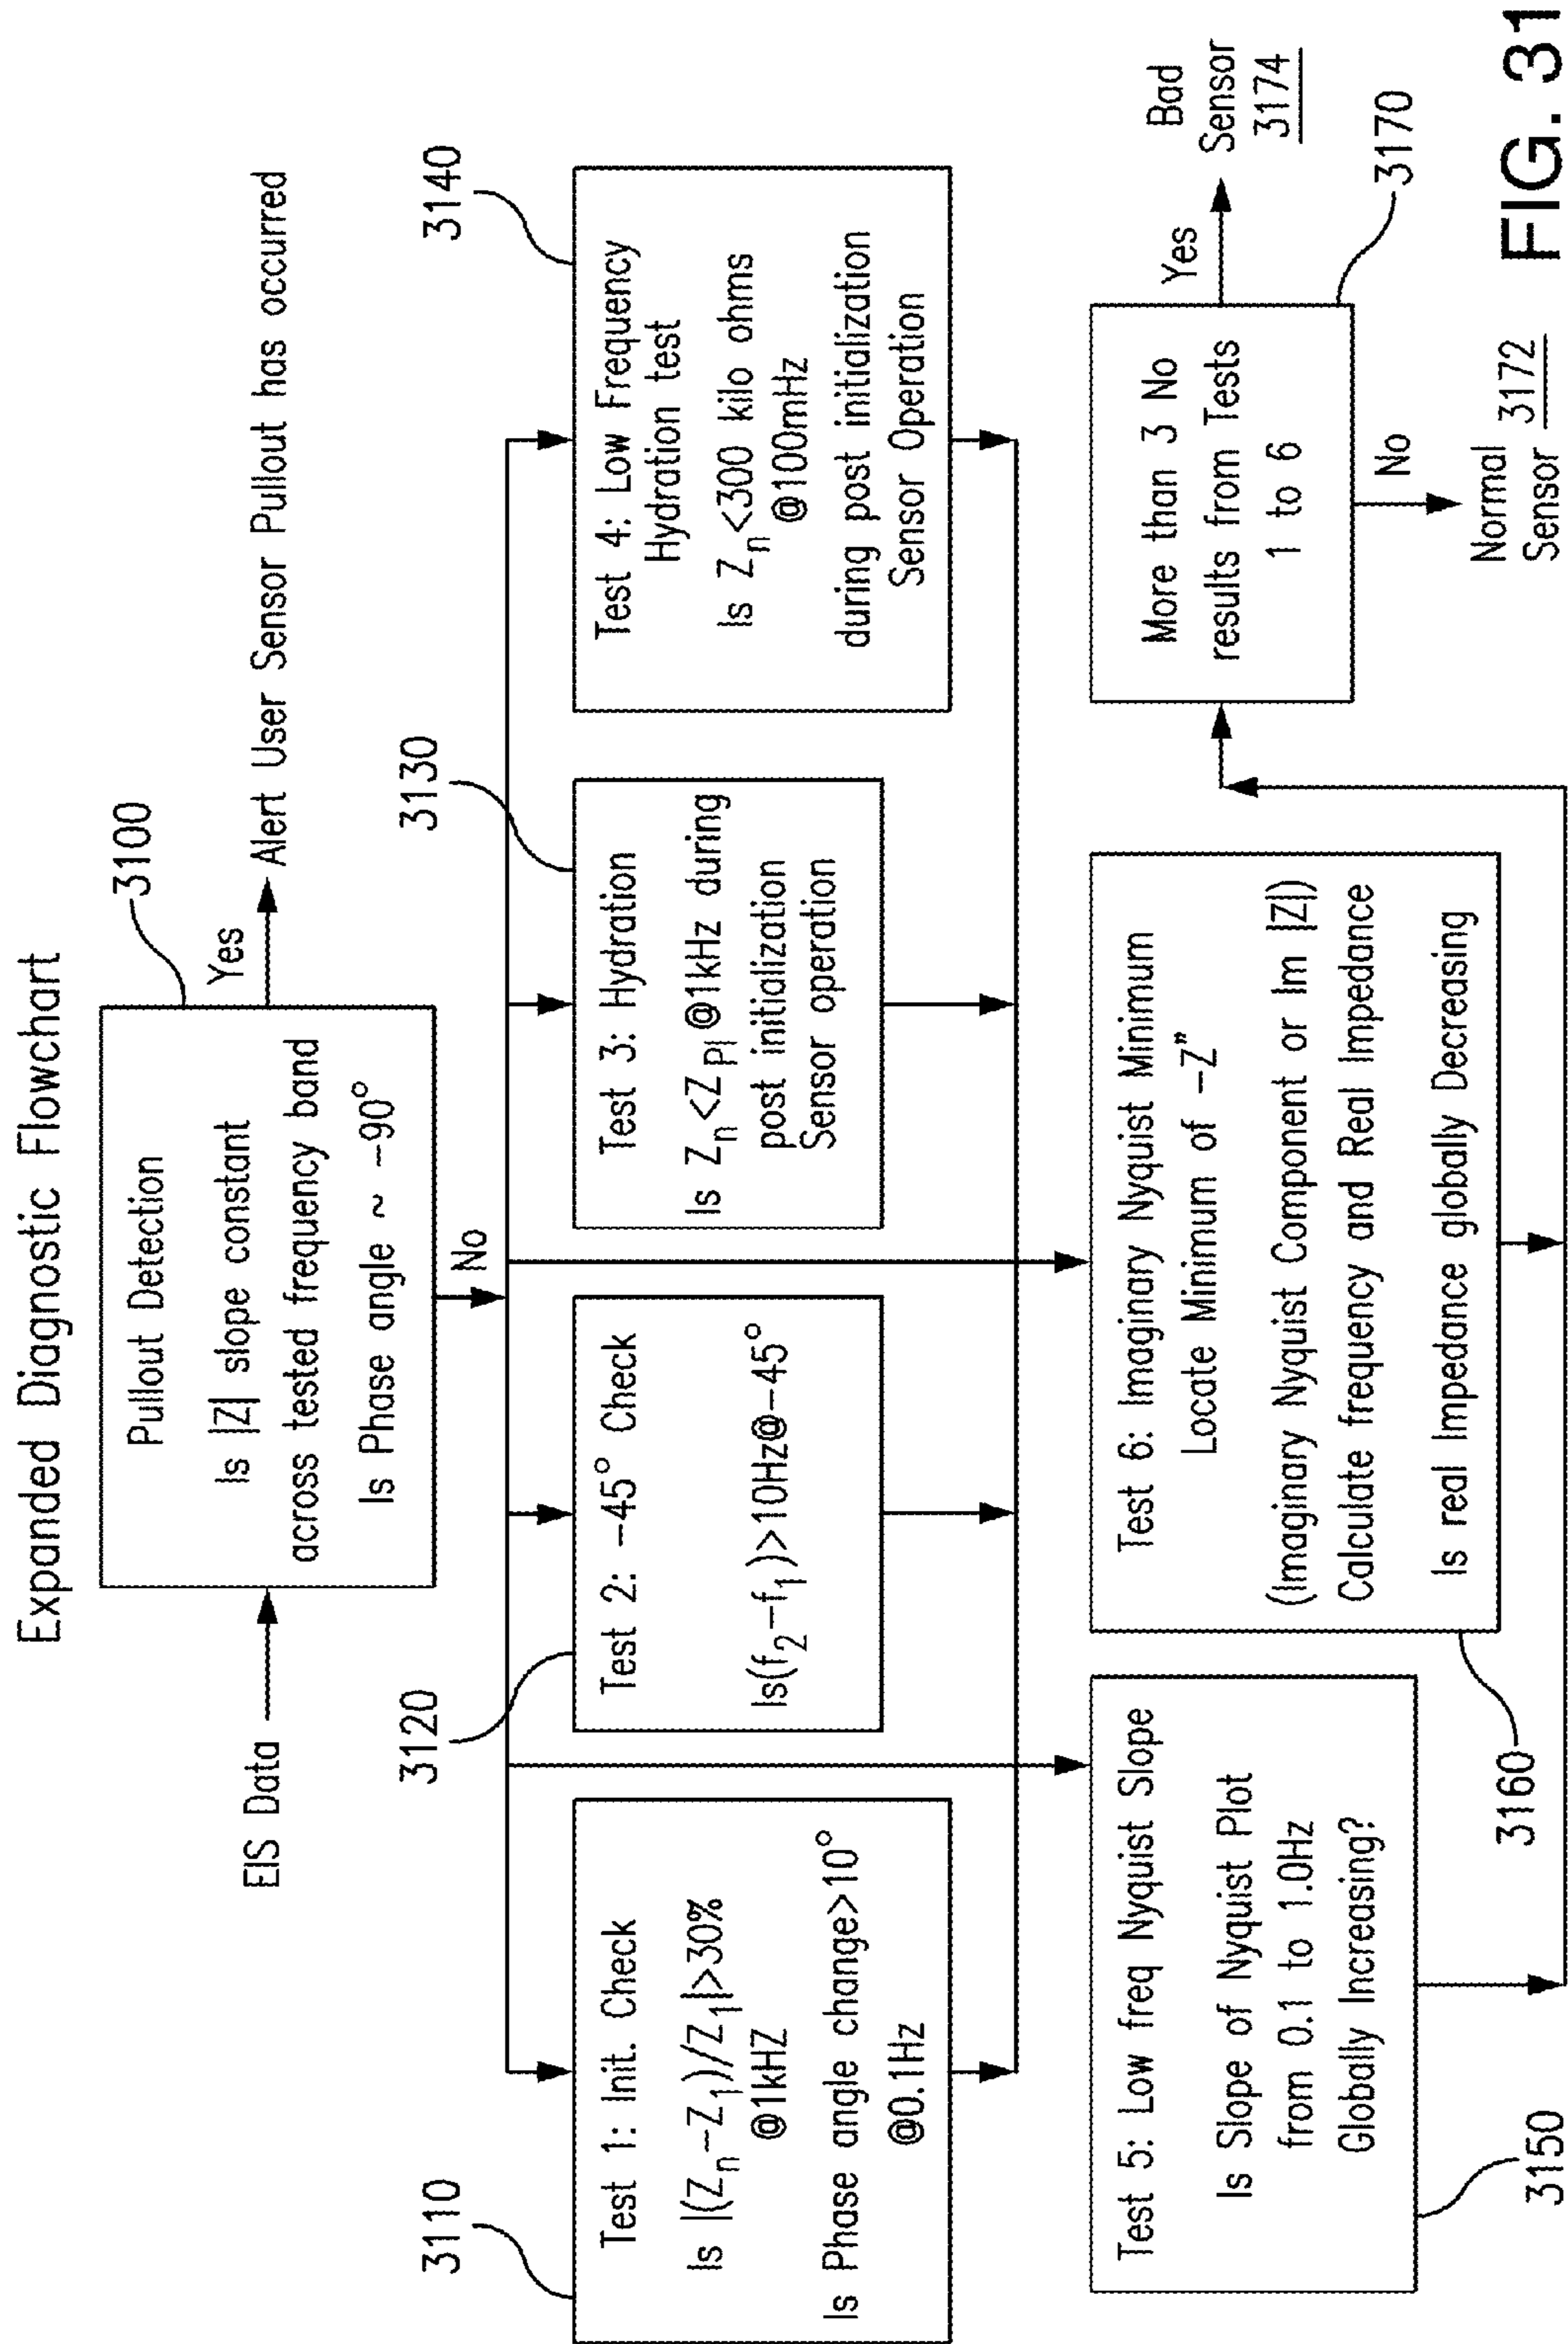 Expanded Diagnostic Flowchart
EIS Data
Pullout Detection
Is |Z| slope constant
across tested frequency band
Is Phase angle ~ −90°
3100
Yes
Alert User Sensor Pullout has occurred
No
3110
Test 1: Init. Check
Is |(Zn−Z1)/Z1|>30%
@1kHZ
Is Phase angle change>10°
@0.1Hz
3120
Test 2: −45° Check
Is(f2−f1)>10Hz@−45°
3130
Test 3: Hydration
Is Zn<ZPI@1kHz during
post initialization
Sensor operation
3140
Test 4: Low Frequency
Hydration test
Is Zn<300 kilo ohms
@100mHz
during post initialization
Sensor Operation
Test 5: Low freq Nyquist Slope
Is Slope of Nyquist Plot
from 0.1 to 1.0Hz
Globally Increasing?
3150
Test 6: Imaginary Nyquist Minimum
Locate Minimum of −Z”
(Imaginary Nyquist Component or Im |Z|)
Calculate frequency and Real Impedance
Is real Impedance globally Decreasing
3160
More than 3 No
results from Tests
1 to 6
3170
Yes
Bad
Sensor
3174
No
Normal
Sensor 3172
FIG. 31